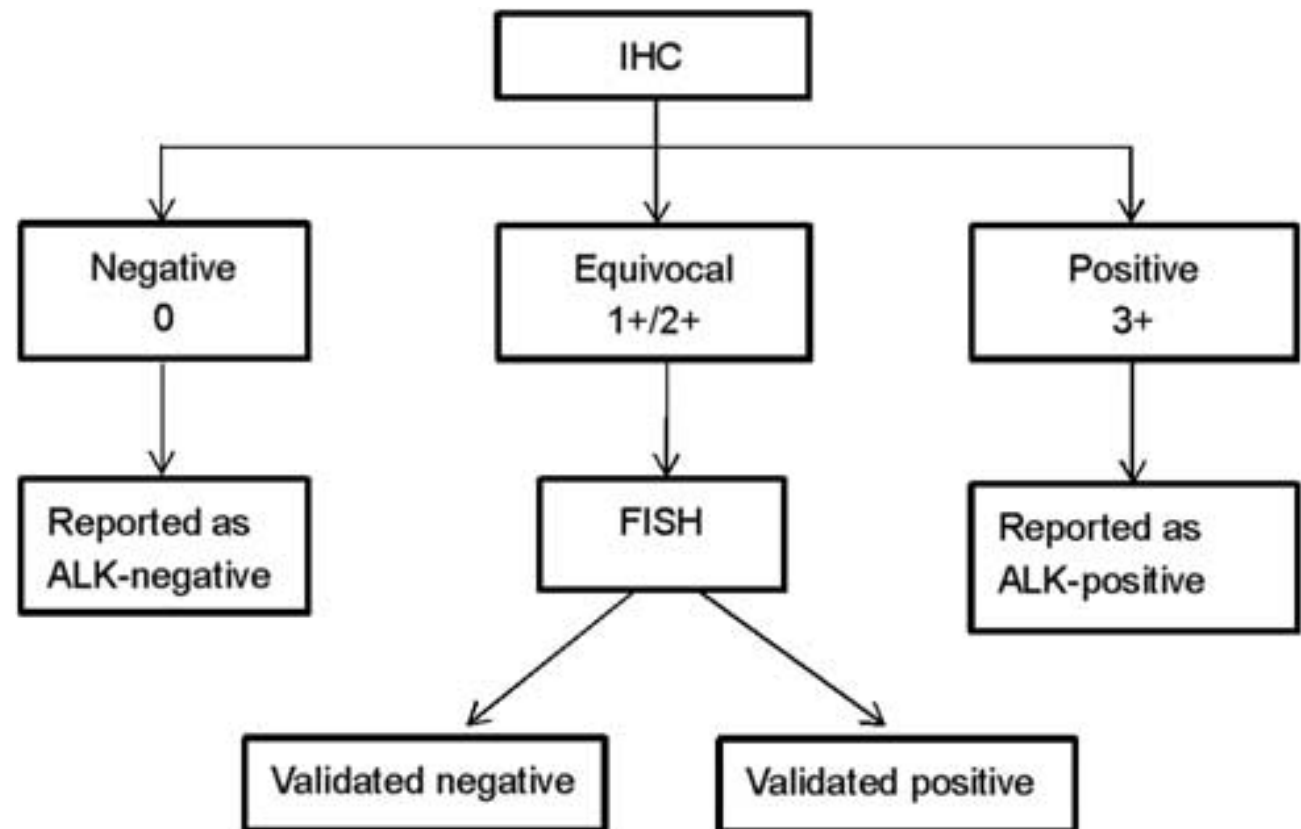 IHC
Negative
0
Equivocal
1+/2+
Positive
3+
Reported as
ALK-negative
FISH
Reported as
ALK-positive
Validated negative
Validated positive